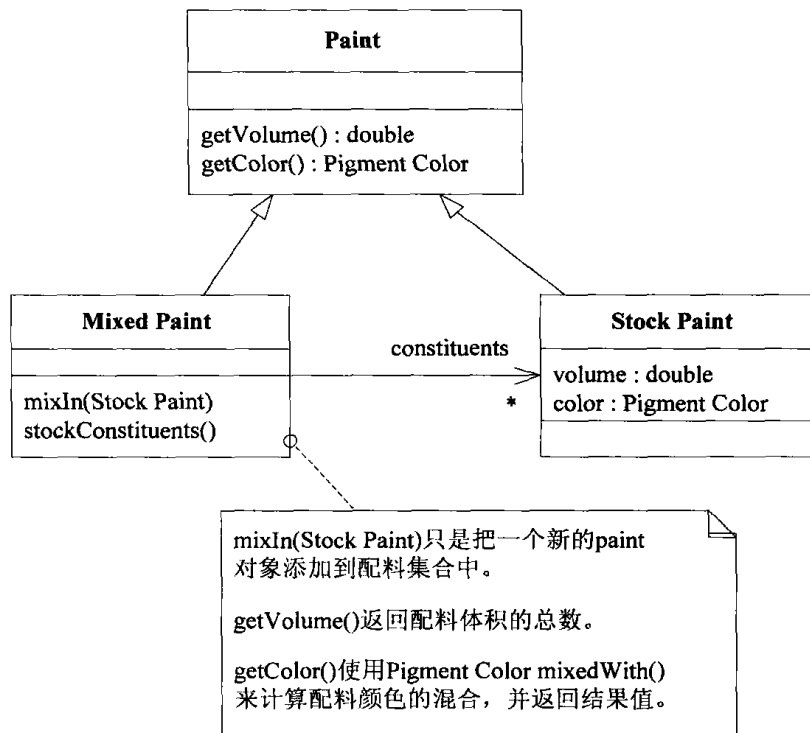 Paint
getVolume() : double
getColor() : Pigment Color
Mixed Paint
mixIn(Stock Paint)
stockConstituents()
constituents
*
Stock Paint
volume : double
color : Pigment Color
mixIn(Stock Paint)只是把一个新的paint
对象添加到配料集合中。
getVolume()返回配料体积的总数。
getColor()使用Pigment Color mixedWith()
来计算配料颜色的混合，并返回结果值。